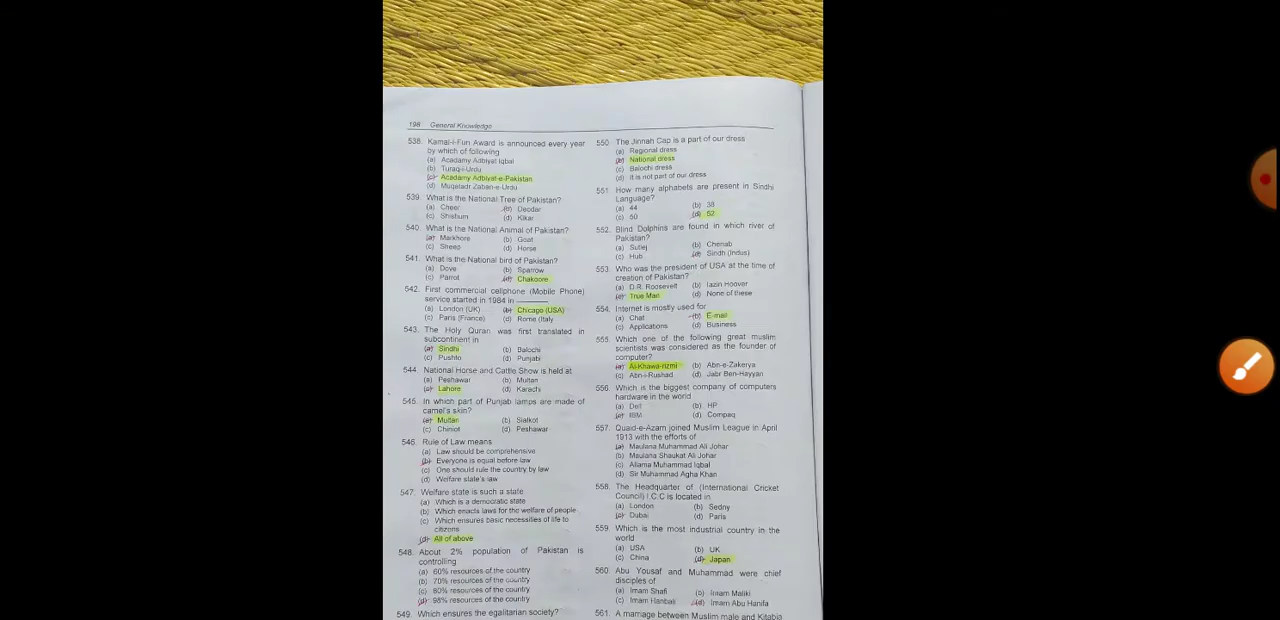 198 General Knowledge
538. Kamal-i-Fun Award is announced every year
by which of following
(a) Acadamy Adbiyat Iqbal
(b) Turaq-i-Urdu
(c) Acadamy Adbiyat-e-Pakistan
(d) Muqatadr Zaban-e-Urdu
539. What is the National Tree of Pakistan?
(a) Cheer (b) Deodar
(c) Shishum (d) Kikar
540. What is the National Animal of Pakistan?
(a) Markhore (b) Goat
(c) Sheep (d) Horse
541. What is the National bird of Pakistan?
(a) Dove (b) Sparrow
(c) Parrot (d) Chakoore
542. First commercial cellphone (Mobile Phone)
service started in 1984 in
(a) London (UK) (b) Chicago (USA)
(c) Paris (France) (d) Rome (Italy
543. The Holy Quran was first translated in
subcontinent in
(a) Sindhi (b) Balochi
(c) Pushto (d) Punjabi
544. National Horse and Cattle Show is held at
(a) Peshawar (b) Multan
(c) Lahore (d) Karachi
545. In which part of Punjab lamps are made of
camel's skin?
(a) Multan (b) Sialkot
(c) Chiniot (d) Peshawar
546. Rule of Law means
(a) Law should be comprehensive
(b) Everyone is equal before law
(c) One should rule the country by law
(d) Welfare state's law
547. Welfare state is such a state
(a) Which is a democratic state
(b) Which enacts laws for the welfare of people
(c) Which ensures basic necessities of life to
citizens
(d) All of above
548. About 2% population of Pakistan is
controlling
(a) 60% resources of the country
(b) 70% resources of the country
(c) 80% resources of the country
(d) 98% resources of the country
549. Which ensures the egalitarian society?
550. The Jinnah Cap is a part of our dress
(a) Regional dress
(b) National dress
(c) Balochi dress
(d) It is not part of our dress
551. How many alphabets are present in Sindhi
Language?
(a) 44 (b) 38
(c) 50 (d) 52
552. Blind Dolphins are found in which river of
Pakistan?
(a) Sutlej (b) Chenab
(c) Hub (d) Sindh (Indus)
553. Who was the president of USA at the time of
creation of Pakistan?
(a) D.R. Roosevelt (b) Hoover
(c) True Man (d) None of these
554. Internet is mostly used for
(a) Chat (b) E-mail
(c) Applications (d) Business
555. Which one of the following great muslim
scientists was considered as the founder of
computer?
(a) Al-Khawa-rizmi (b) Abn-e-Zakerya
(c) Abn-i-Rushad (d) Jabr Ben-Hayyan
556. Which is the biggest company of computers
hardware in the world
(a) Dell (b) HP
(c) IBM (d) Compaq
557. Quaid-e-Azam joined Muslim League in April
1913 with the efforts of
(a) Maulana Muhammad Ali Johar
(b) Maulana Shaukat Ali Johar
(c) Allama Muhammad Iqbal
(d) Sir Muhammad Agha Khan
558. The Headquarter of (International Cricket
Council) I.C.C is located in
(a) London (b) Sedny
(c) Dubai (d) Paris
559. Which is the most industrial country in the
world
(a) USA (b) UK
(c) China (d) Japan
560. Abu Yousaf and Muhammad were chief
disciples of
(a) Imam Shafi (b) Imam Maliki
(c) Imam Hanbali (d) Imam Abu Hanifa
561. A marriage between Muslim male and Kitabia